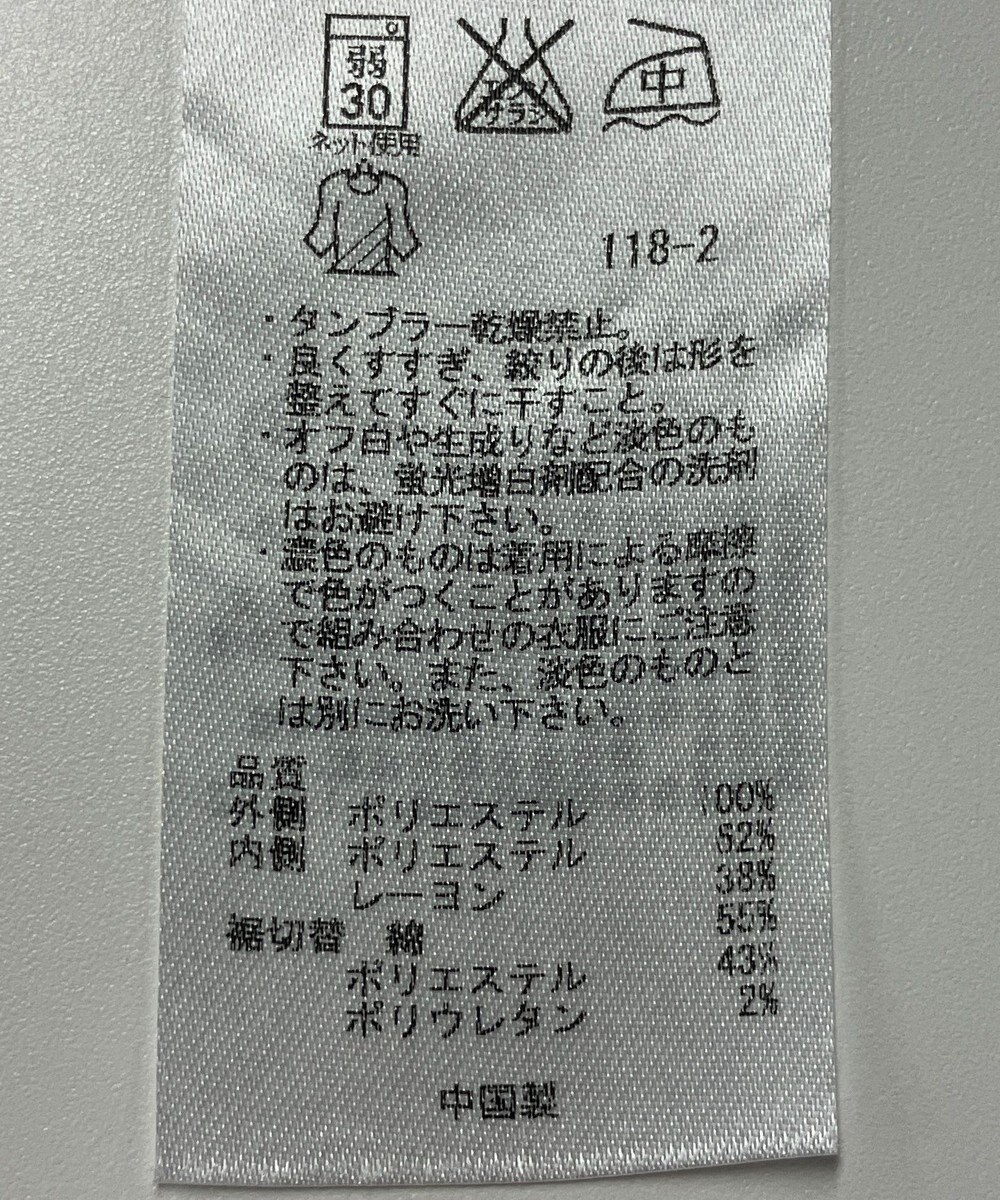 弱
30
ネット使用
エンソ
サラシ
中
118-2
・タンブラー乾燥禁止。
・良くすすぎ、絞りの後は形を
整えてすぐに干すこと。
・オフ白や生成りなど淡色のも
のは、蛍光増白剤配合の洗剤
はお避け下さい。
・濃色のものは着用による摩擦
で色がつくことがありますの
で組み合わせの衣服にご注意
下さい。また、淡色のものと
は別にお洗い下さい。
品質
外側 ポリエステル 100%
内側 ポリエステル 62%
レーヨン 38%
裾切替 綿 55%
ポリエステル 43%
ポリウレタン 2%
中国製